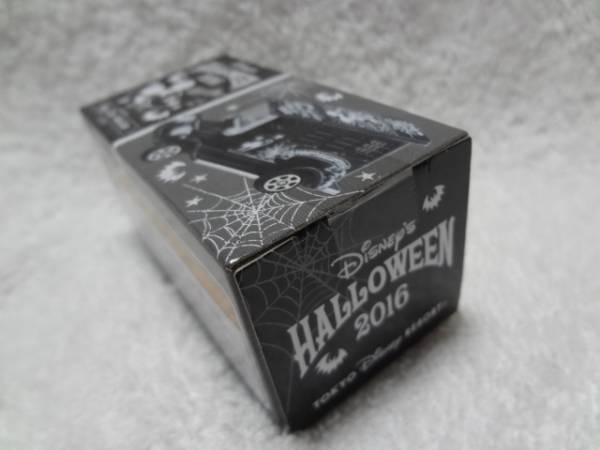 Disney's
HALLOWEEN
2016
TOKYO Disney RESORT